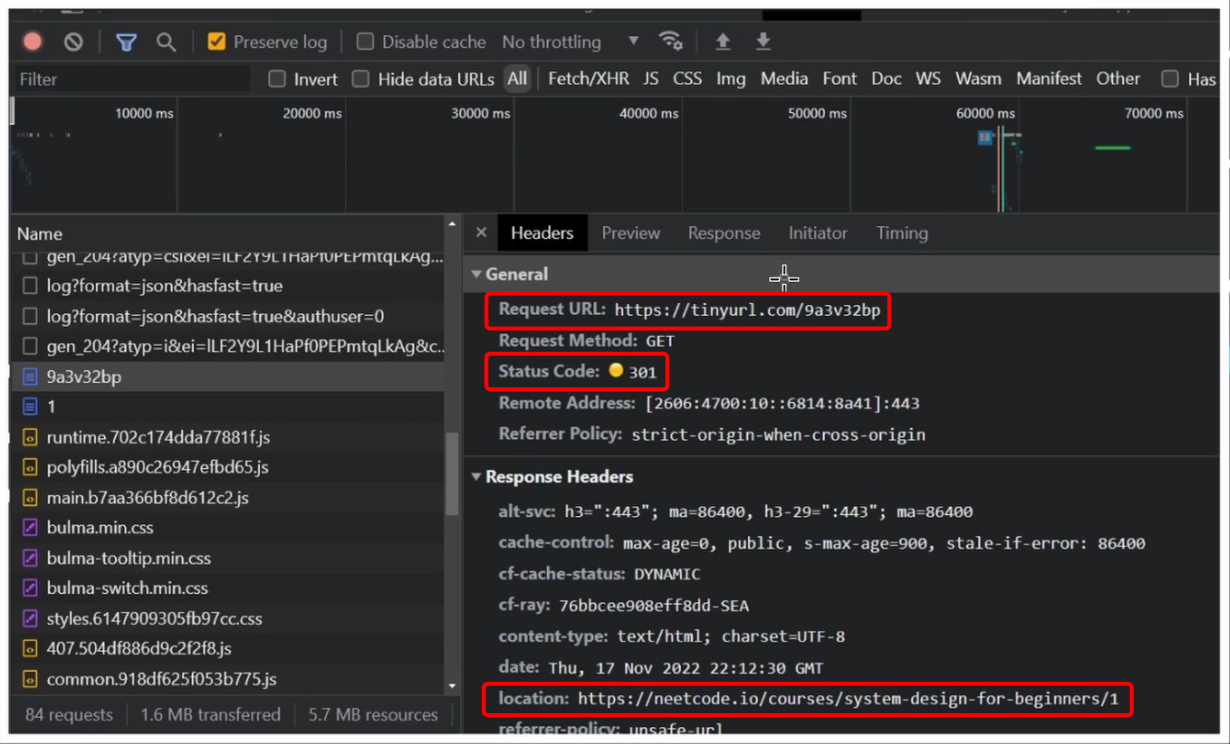 Preserve log Disable cache No throttling
Filter Invert Hide data URLs All Fetch/XHR JS CSS Img Media Font Doc WS Wasm Manifest Other Has
10000 ms 20000 ms 30000 ms 40000 ms 50000 ms 60000 ms 70000 ms
Name
gen_204?atyp=csi&ei=lLF2Y9L1HaPf0PEPmtqLkAg...
log?format=json&hasfast=true
log?format=json&hasfast=true&authuser=0
gen_204?atyp=i&ei=lLF2Y9L1HaPf0PEPmtqLkAg&c..
9a3v32bp
1
runtime.702c174dda77881f.js
polyfills.a890c26947efbd65.js
main.b7aa366bf8d612c2.js
bulma.min.css
bulma-tooltip.min.css
bulma-switch.min.css
styles.6147909305fb97cc.css
407.504df886d9c2f2f8.js
common.918df625f053b775.js
84 requests 1.6 MB transferred 5.7 MB resources
Headers Preview Response Initiator Timing
General
Request URL: https://tinyurl.com/9a3v32bp
Request Method: GET
Status Code: 301
Remote Address: [2606:4700:10::6814:8a41]:443
Referrer Policy: strict-origin-when-cross-origin
Response Headers
alt-svc: h3=":443"; ma=86400, h3-29=":443"; ma=86400
cache-control: max-age=0, public, s-max-age=900, stale-if-error: 86400
cf-cache-status: DYNAMIC
cf-ray: 76bbcee908eff8dd-SEA
content-type: text/html; charset=UTF-8
date: Thu, 17 Nov 2022 22:12:30 GMT
location: https://neetcode.io/courses/system-design-for-beginners/1
referrer-policy: unsafe-url